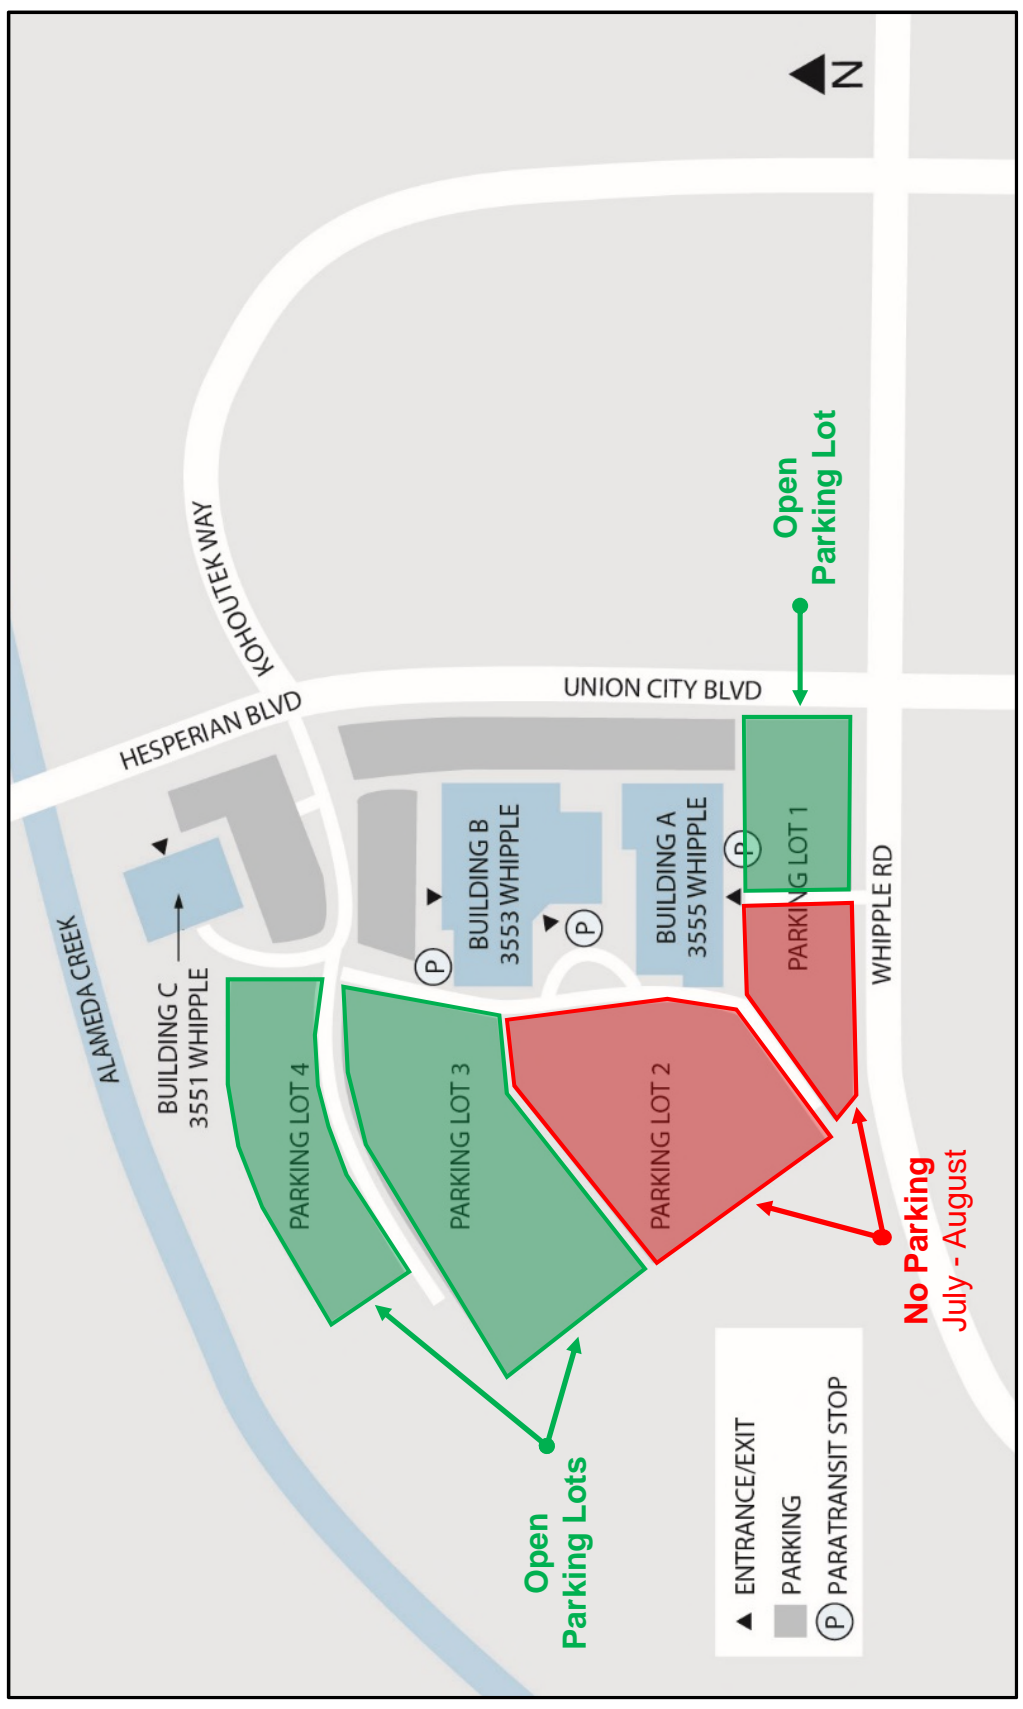 ALAMEDA CREEK
HESPERIAN BLVD
KOHOUTEK WAY
BUILDING C
3551 WHIPPLE
PARKING LOT 4
PARKING LOT 3
PARKING LOT 2
PARKING LOT 1
P
BUILDING B
3553 WHIPPLE
P
BUILDING A
3555 WHIPPLE
P
UNION CITY BLVD
WHIPPLE RD
Open
Parking Lot
Open
Parking Lots
No Parking
July - August
N
ENTRANCE/EXIT
PARKING
P PARATRANSIT STOP